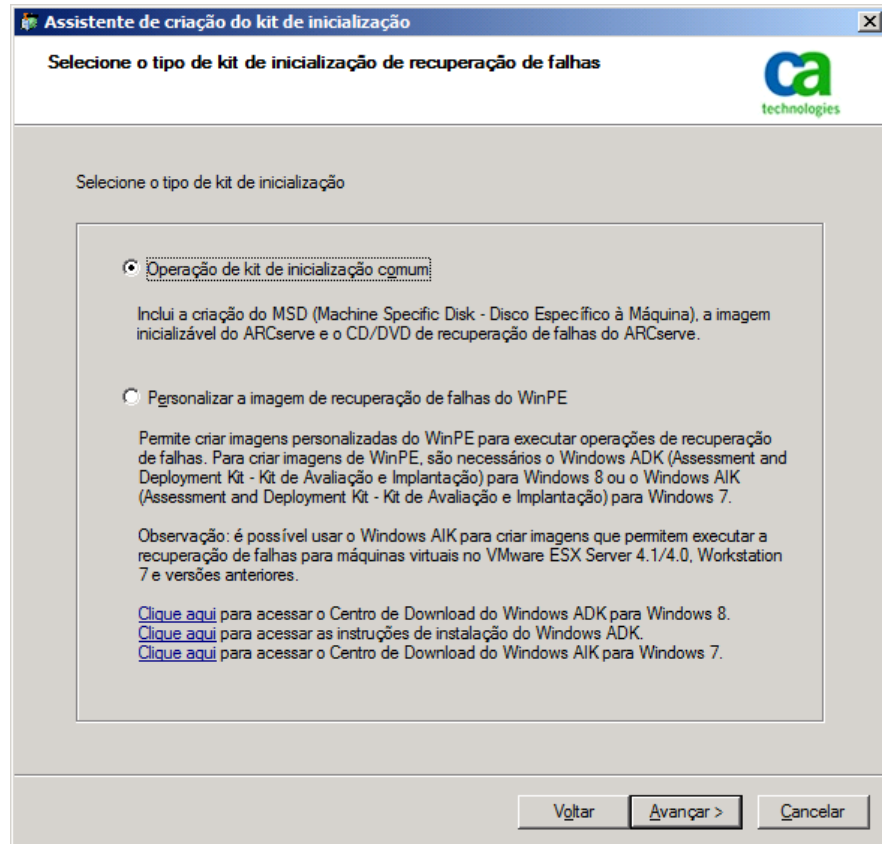 Assistente de criação do kit de inicialização
Selecione o tipo de kit de inicialização de recuperação de falhas
ca
technologies
Selecione o tipo de kit de inicialização
Operação de kit de inicialização comum
Inclui a criação do MSD (Machine Specific Disk - Disco Específico à Máquina), a imagem
inicializável do ARCserve e o CD/DVD de recuperação de falhas do ARCserve.
Personalizar a imagem de recuperação de falhas do WinPE
Permite criar imagens personalizadas do WinPE para executar operações de recuperação
de falhas. Para criar imagens de WinPE, são necessários o Windows ADK (Assessment and
Deployment Kit - Kit de Avaliação e Implantação) para Windows 8 ou o Windows AIK
(Assessment and Deployment Kit - Kit de Avaliação e Implantação) para Windows 7.
Observação: é possível usar o Windows AIK para criar imagens que permitem executar a
recuperação de falhas para máquinas virtuais no VMware ESX Server 4.1/4.0, Workstation
7 e versões anteriores.
Clique aqui para acessar o Centro de Download do Windows ADK para Windows 8.
Clique aqui para acessar as instruções de instalação do Windows ADK.
Clique aqui para acessar o Centro de Download do Windows AIK para Windows 7.
Voltar
Avançar >
Cancelar